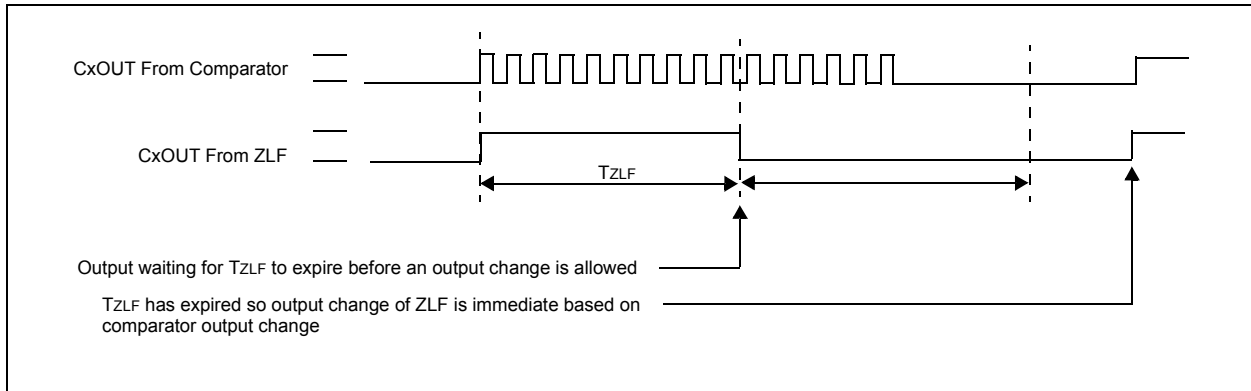 CxOUT From Comparator
CxOUT From ZLF
TZLF
Output waiting for TZLF to expire before an output change is allowed
TZLF has expired so output change of ZLF is immediate based on
comparator output change